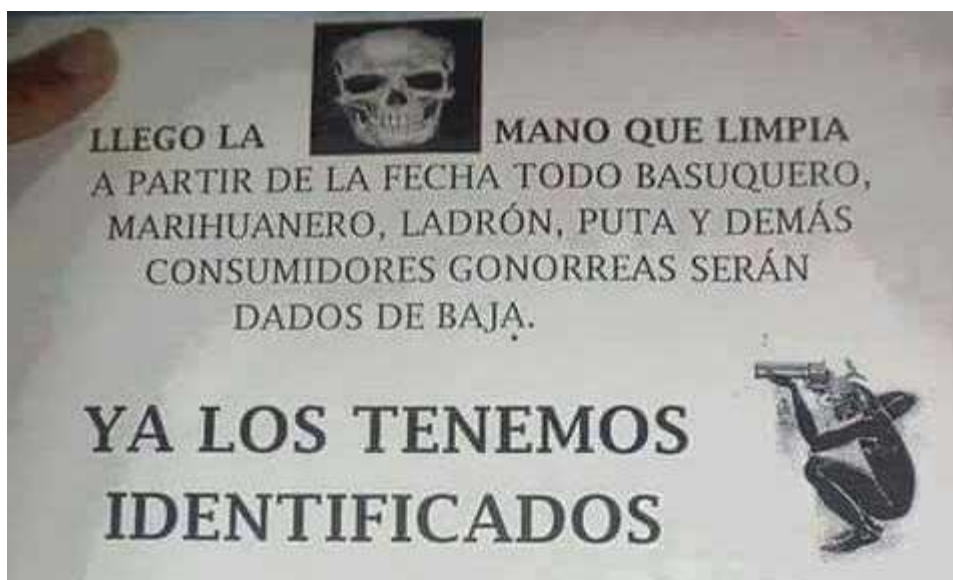 LLEGO LA MANO QUE LIMPIA
A PARTIR DE LA FECHA TODO BASUQUERO,
MARIHUANERO, LADRÓN, PUTA Y DEMÁS
CONSUMIDORES GONORREAS SERÁN
DADOS DE BAJA.
YA LOS TENEMOS
IDENTIFICADOS